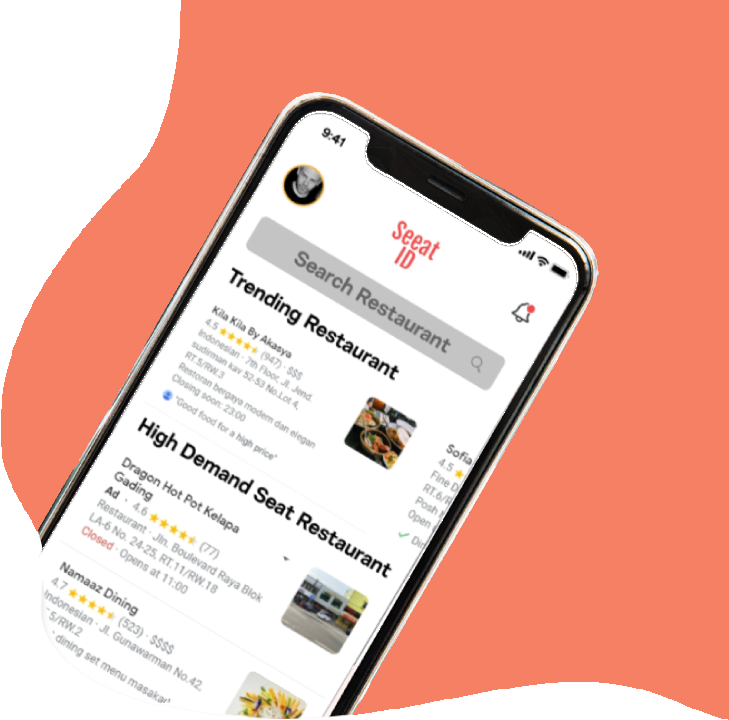 9:41
Seeat
ID
Search Restaurant
Trending Restaurant
Kila Kila By Akasya
4.5 (947) · $$$
Indonesian · 7th Floor, Jl. Jend.
sudirman kav 52-53 No.Lot 4,
RT.5/RW.3
Restoran bergaya modern dan elegan
Closing soon: 23:00
"Good food for a high price"
Sofia
4.5
Fine D
RT.6/R
Posh
Open
Di
High Demand Seat Restaurant
Dragon Hot Pot Kelapa
Gading
Ad · 4.6 (77)
Restaurant · Jln. Boulevard Raya Blok
LA-6 No. 24-25, RT.11/RW.18
Closed · Opens at 11:00
Namaaz Dining
4.7 (523) · $$$$
Indonesian · Jl. Gunawarman No.42,
5/RW.2
dining set menu masakan